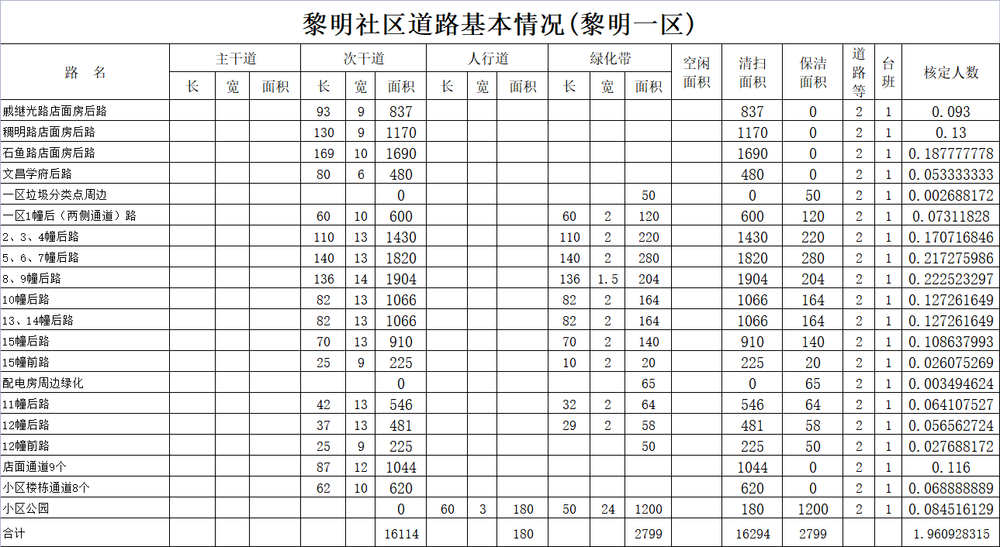 黎明社区道路基本情况(黎明一区)
路 名 主干道 次干道 人行道 绿化带 空闲面积 清扫面积 保洁面积 道路等 台班 核定人数
长 宽 面积 长 宽 面积 长 宽 面积 长 宽 面积
戚继光路店面房后路 93 9 837 837 0 2 1 0.093
稠明路店面房后路 130 9 1170 1170 0 2 1 0.13
石鱼路店面房后路 169 10 1690 1690 0 2 1 0.187777778
文昌学府后路 80 6 480 480 0 2 1 0.053333333
一区垃圾分类点周边 0 50 0 50 2 1 0.002688172
一区1幢后（两侧通道）路 60 10 600 60 2 120 600 120 2 1 0.07311828
2、3、4幢后路 110 13 1430 110 2 220 1430 220 2 1 0.170716846
5、6、7幢后路 140 13 1820 140 2 280 1820 280 2 1 0.217275986
8、9幢后路 136 14 1904 136 1.5 204 1904 204 2 1 0.222523297
10幢后路 82 13 1066 82 2 164 1066 164 2 1 0.127261649
13、14幢后路 82 13 1066 82 2 164 1066 164 2 1 0.127261649
15幢后路 70 13 910 70 2 140 910 140 2 1 0.108637993
15幢前路 25 9 225 10 2 20 225 20 2 1 0.026075269
配电房周边绿化 0 65 0 65 2 1 0.003494624
11幢后路 42 13 546 32 2 64 546 64 2 1 0.064107527
12幢后路 37 13 481 29 2 58 481 58 2 1 0.056562724
12幢前路 25 9 225 50 225 50 2 1 0.027688172
店面通道9个 87 12 1044 1044 0 2 1 0.116
小区楼栋通道8个 62 10 620 620 0 2 1 0.068888889
小区公园 0 60 3 180 50 24 1200 180 1200 2 1 0.084516129
合计 16114 180 2799 16294 2799 1.960928315